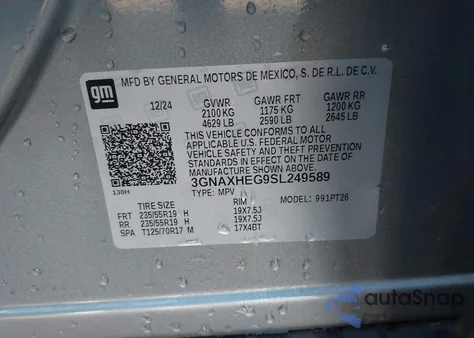 gm
MFD BY GENERAL MOTORS DE MEXICO, S. DE R.L. DE C.V.
12/24 GVWR GAWR FRT GAWR RR
2100 KG 1175 KG 1200 KG
4629 LB 2590 LB 2645 LB
THIS VEHICLE CONFORMS TO ALL
APPLICABLE U.S. FEDERAL MOTOR
VEHICLE SAFETY AND THEFT PREVENTION
STANDARDS IN EFFECT ON THE DATE OF
MANUFACTURE SHOWN ABOVE.
130H 3GNAXHEG9SL249589
TYPE: MPV MODEL: 991PT26
TIRE SIZE RIM
FRT 235/55R19 H 19X7.5J
RR 235/55R19 H 19X7.5J
SPA T125/70R17 M 17X4BT
autoSnap